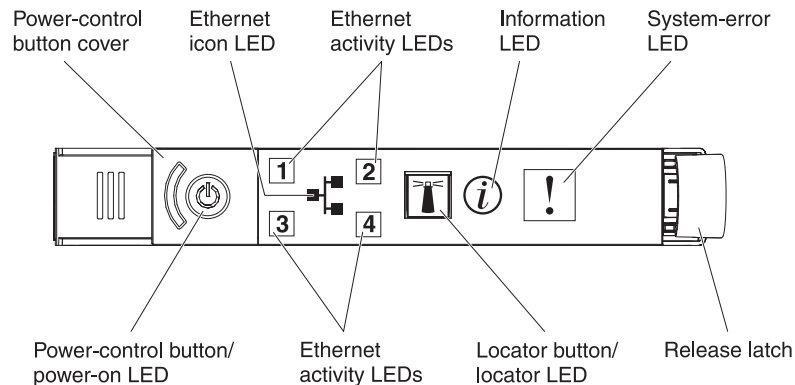 Power-control
button cover
Ethernet
icon LED
Ethernet
activity LEDs
Information
LED
System-error
LED
1
2
i
!
3
4
Power-control button/
power-on LED
Ethernet
activity LEDs
Locator button/
locator LED
Release latch